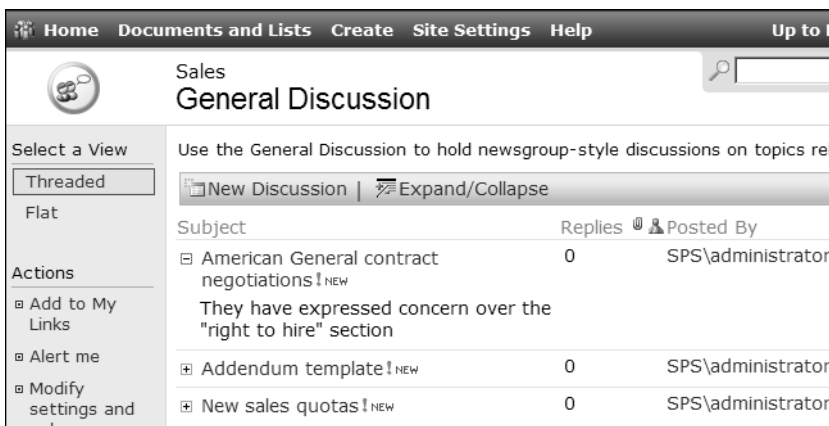 Home Documents and Lists Create Site Settings Help Up to
Sales
General Discussion
Select a View
Use the General Discussion to hold newsgroup-style discussions on topics
Threaded
New Discussion | Expand/Collapse
Flat
Subject Replies Posted By
American General contract 0 SPS\administrator
negotiations! NEW
Actions
Add to My
Links
They have expressed concern over the
"right to hire" section
Alert me
Addendum template! NEW 0 SPS\administrator
Modify
settings and
New sales quotas! NEW 0 SPS\administrator